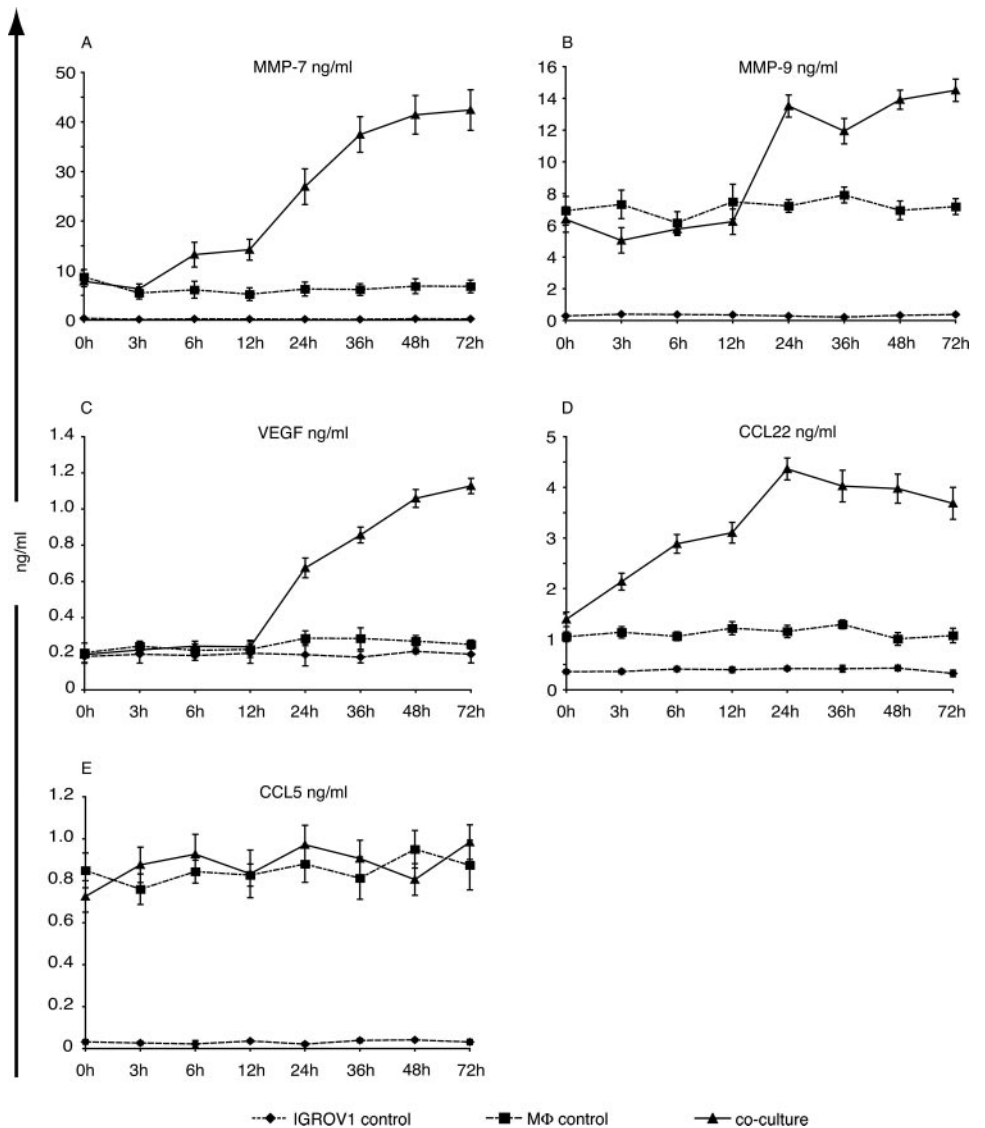 A
MMP-7 ng/ml
50
40
30
20
10
0
0h 3h 6h 12h 24h 36h 48h 72h
B
MMP-9 ng/ml
16
14
12
10
8
6
4
2
0
0h 3h 6h 12h 24h 36h 48h 72h
C
VEGF ng/ml
1.4
1.2
1.0
0.8
0.6
0.4
0.2
0
0h 3h 6h 12h 24h 36h 48h 72h
D
CCL22 ng/ml
5
4
3
2
1
0
0h 3h 6h 12h 24h 36h 48h 72h
ng/ml
E
CCL5 ng/ml
1.2
1.0
0.8
0.6
0.4
0.2
0
0h 3h 6h 12h 24h 36h 48h 72h
IGROV1 control MΦ control co-culture